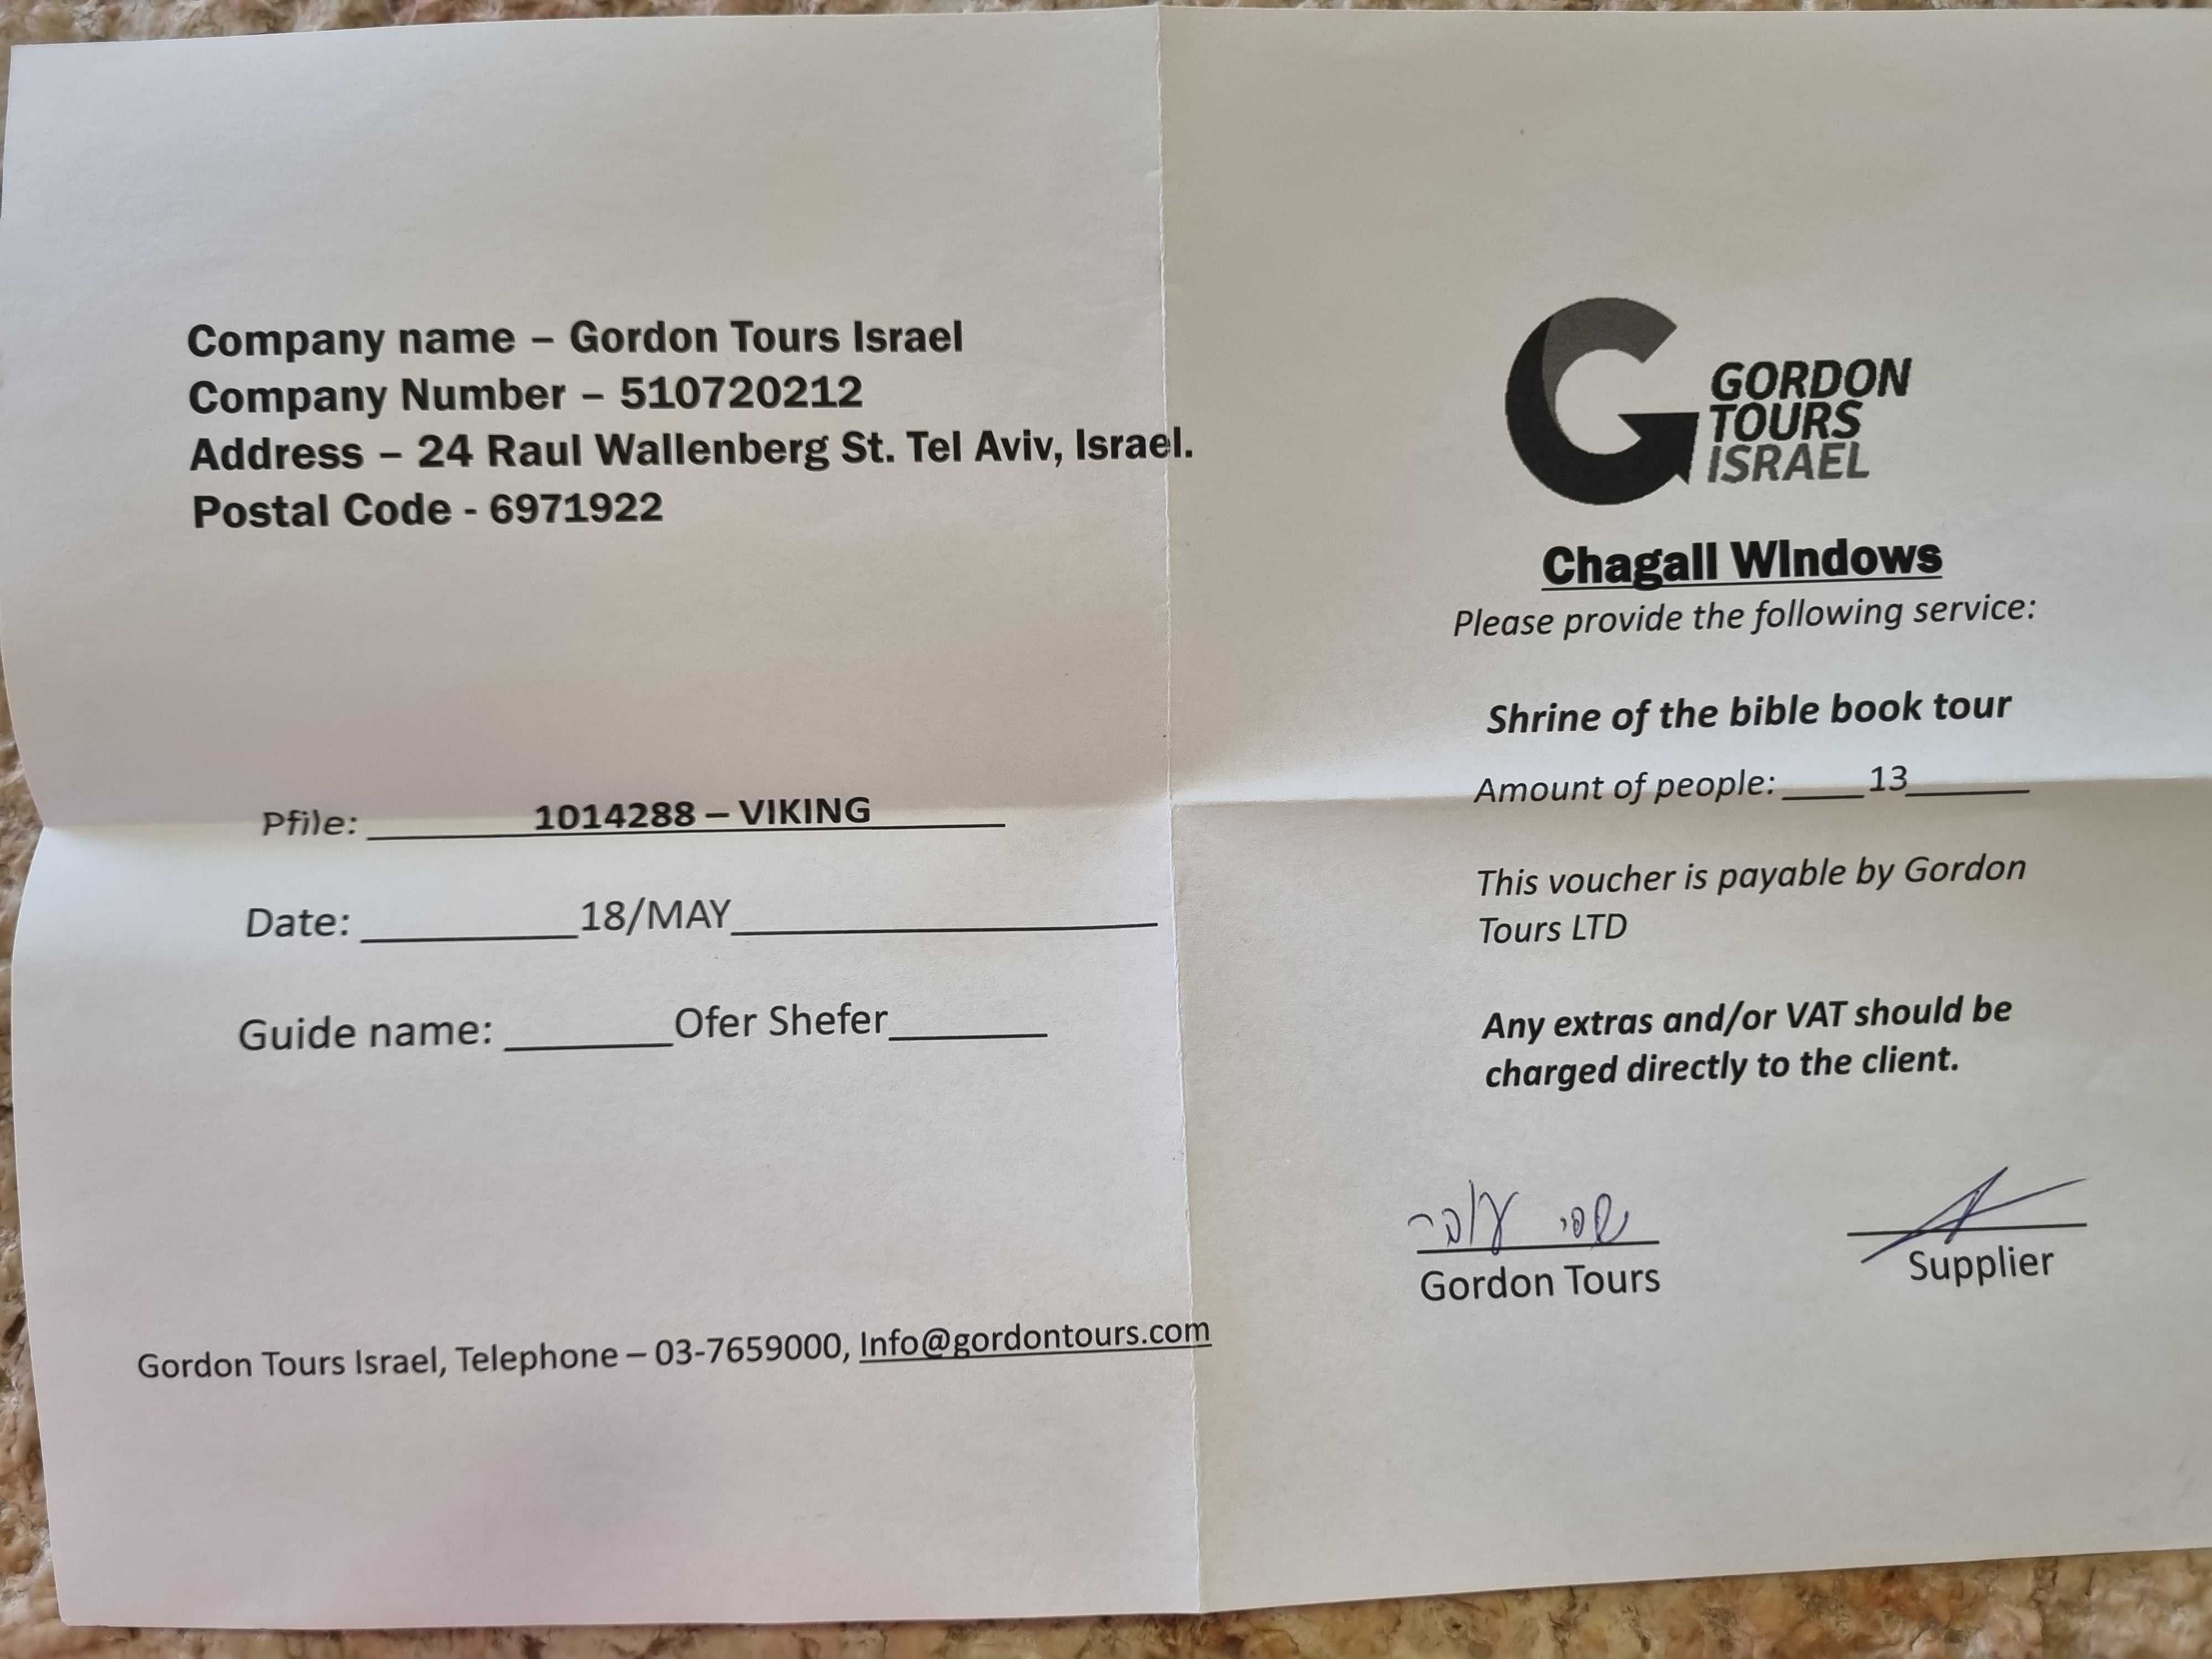 Company name – Gordon Tours Israel
Company Number – 510720212
Address – 24 Raul Wallenberg St. Tel Aviv, Israel.
Postal Code - 6971922
Pfile: 1014288 – VIKING
Date: 18/MAY
Guide name: Ofer Shefer
Gordon Tours Israel, Telephone – 03-7659000, Info@gordontours.com
GORDON
TOURS
ISRAEL
Chagall WIndows
Please provide the following service:
Shrine of the bible book tour
Amount of people: 13
This voucher is payable by Gordon
Tours LTD
Any extras and/or VAT should be
charged directly to the client.
Gordon Tours
Supplier